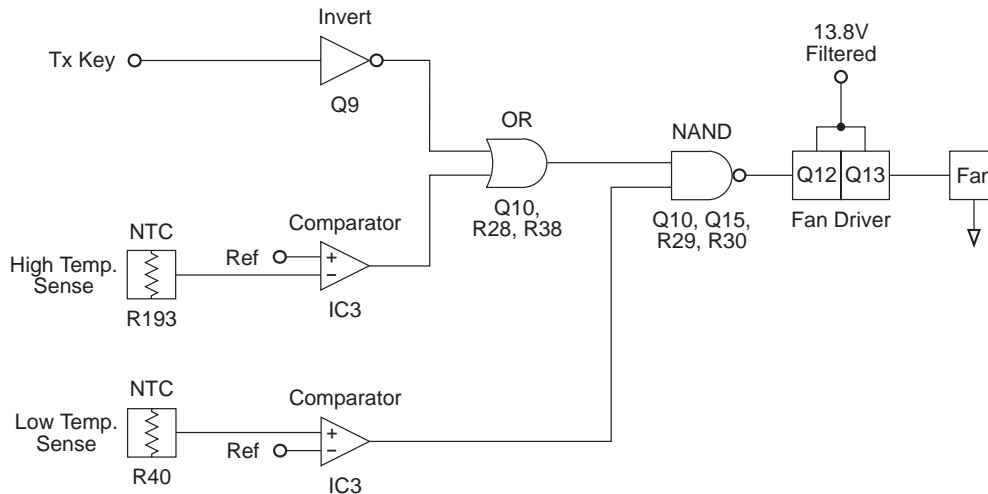 Invert
13.8V
Filtered
Tx Key
Q9
OR
NAND
Q12
Q13
Fan
Q10,
R28, R38
Q10, Q15,
R29, R30
Fan Driver
NTC
Comparator
High Temp.
Sense
Ref
+
−
R193
IC3
NTC
Comparator
Low Temp.
Sense
Ref
+
−
R40
IC3